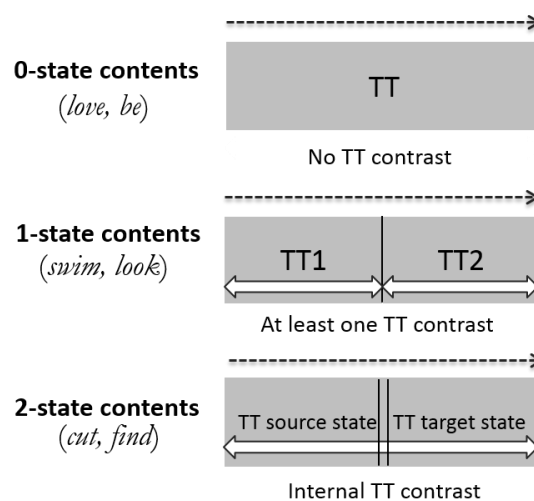 0-state contents
(love, be)
TT
No TT contrast
1-state contents
(swim, look)
TT1 TT2
At least one TT contrast
2-state contents
(cut, find)
TT source state TT target state
Internal TT contrast